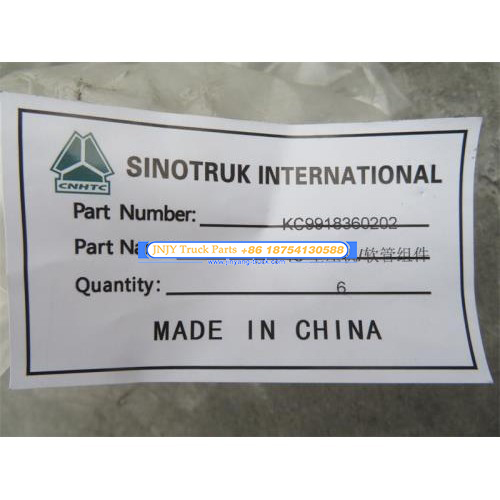 CNHTC
SINOTRUK INTERNATIONAL
Part Number: KC9918360202
JNJY Truck Parts +86 18754130588
Part 软管组件
Quantity: 6
MADE IN CHINA